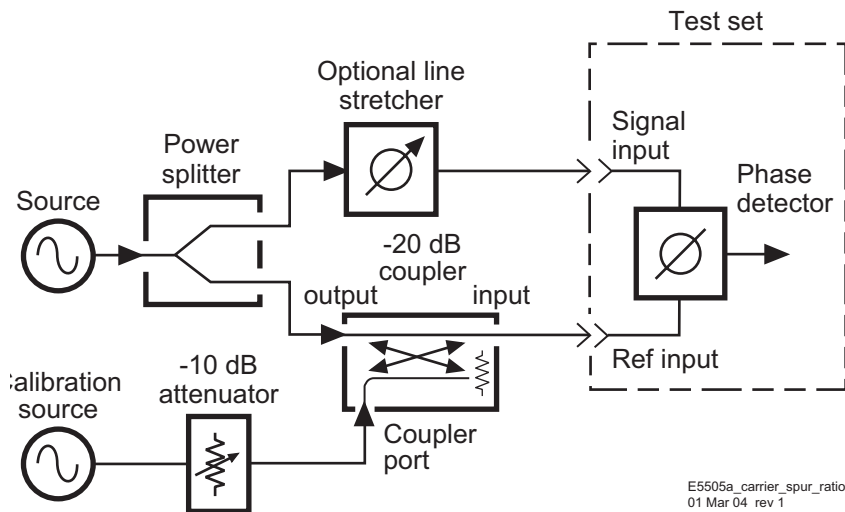 Test set
Optional line
stretcher
Power
splitter
Signal
input
Phase
detector
Source
-20 dB
coupler
output
input
-10 dB
attenuator
Ref input
alibration
source
Coupler
port
E5505a_carrier_spur_ratio
01 Mar 04 rev 1